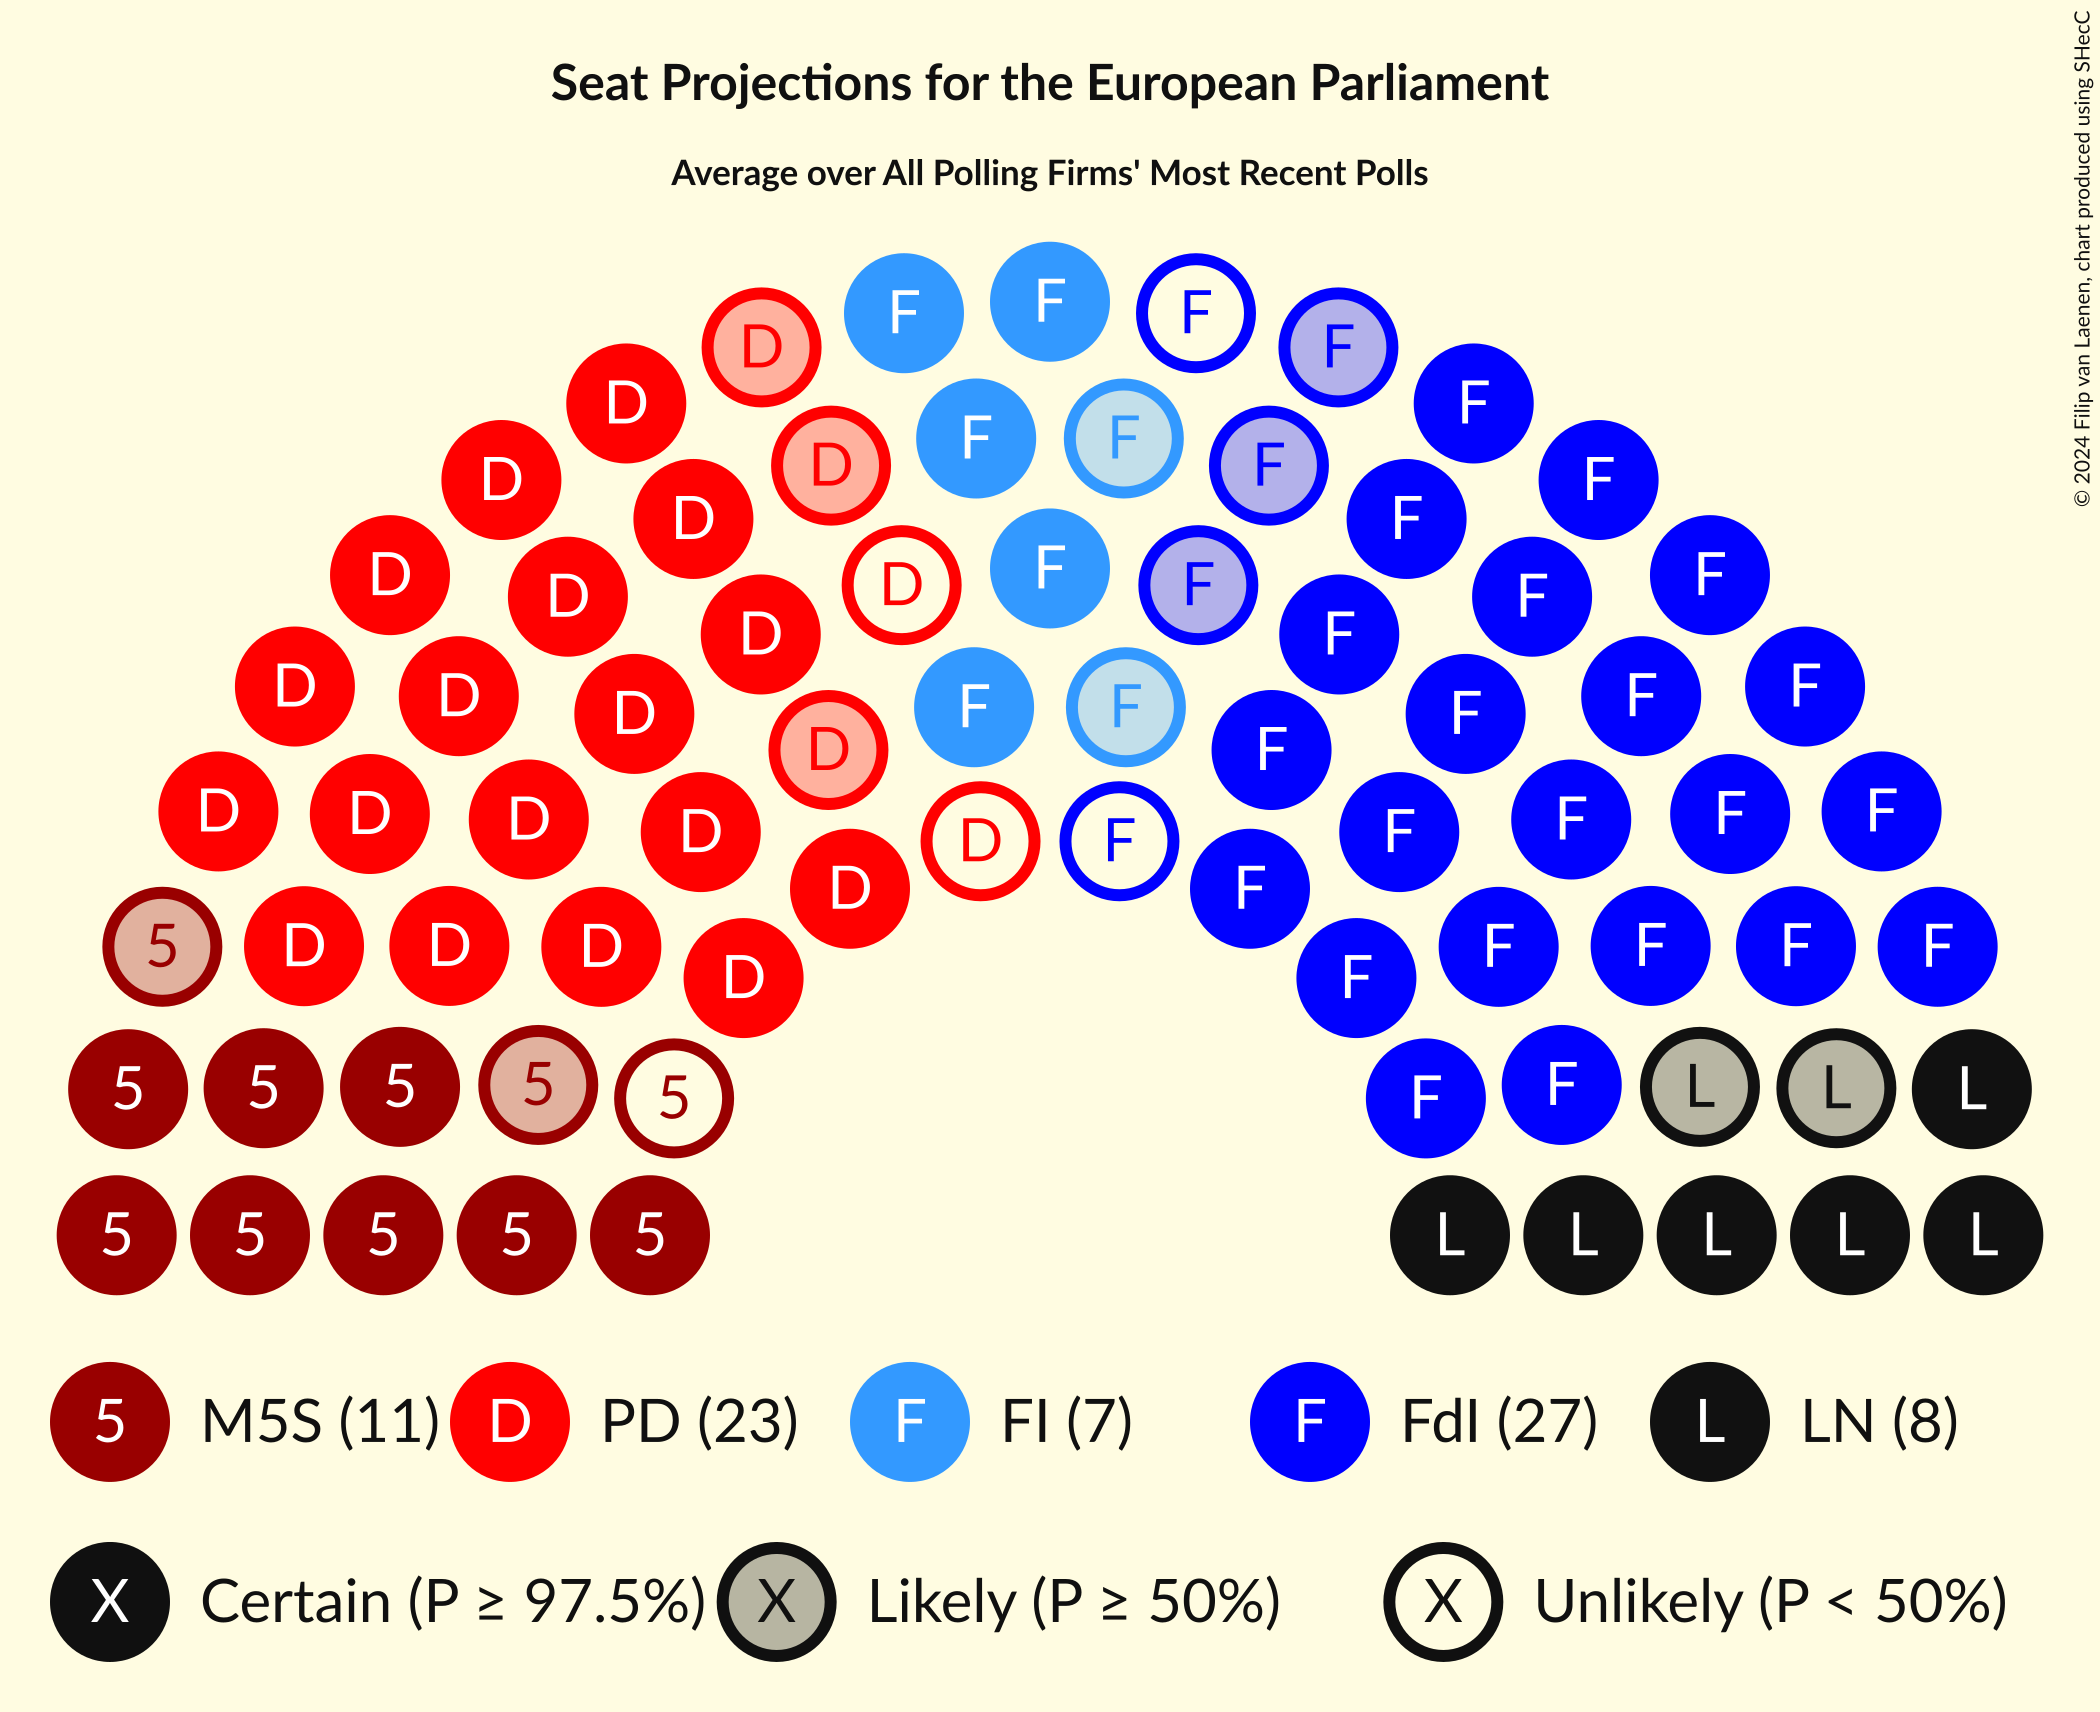 Seat Projections for the European Parliament
Average over All Polling Firms' Most Recent Polls
© 2024 Filip van Laenen, chart produced using SHecC
F
F F
D F
D F
F F
D F
D F
D F
D F
D F
F
D F
D F
D F
D F
D F
D F
F F
D F
D F
D F
D F
D F
D F
D F
D F
5 D D D F F F F
D F
5 5 5 5 5 F F L L L
5 5 5 5 5 L L L L L
5 M5S (11) D PD (23) F FI (7) F FdI (27) L LN (8)
X Certain (P ≥ 97.5%) X Likely (P ≥ 50%) X Unlikely (P < 50%)